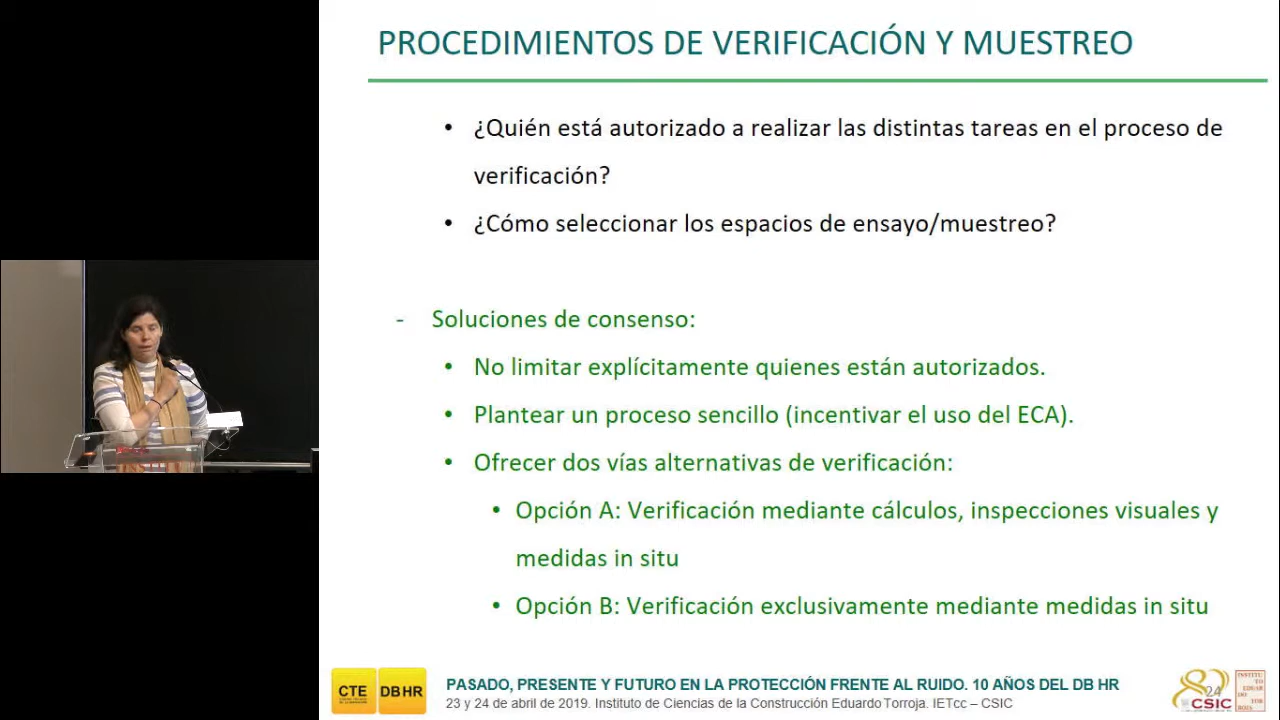 PROCEDIMIENTOS DE VERIFICACIÓN Y MUESTREO
• ¿Quién está autorizado a realizar las distintas tareas en el proceso de
verificación?
• ¿Cómo seleccionar los espacios de ensayo/muestreo?
- Soluciones de consenso:
• No limitar explícitamente quienes están autorizados.
• Plantear un proceso sencillo (incentivar el uso del ECA).
• Ofrecer dos vías alternativas de verificación:
• Opción A: Verificación mediante cálculos, inspecciones visuales y
medidas in situ
• Opción B: Verificación exclusivamente mediante medidas in situ
CTE DB HR
PASADO, PRESENTE Y FUTURO EN LA PROTECCIÓN FRENTE AL RUIDO. 10 AÑOS DEL DB HR
23 y 24 de abril de 2019. Instituto de Ciencias de la Construcción Eduardo Torroja. IETcc – CSIC
24
CSIC